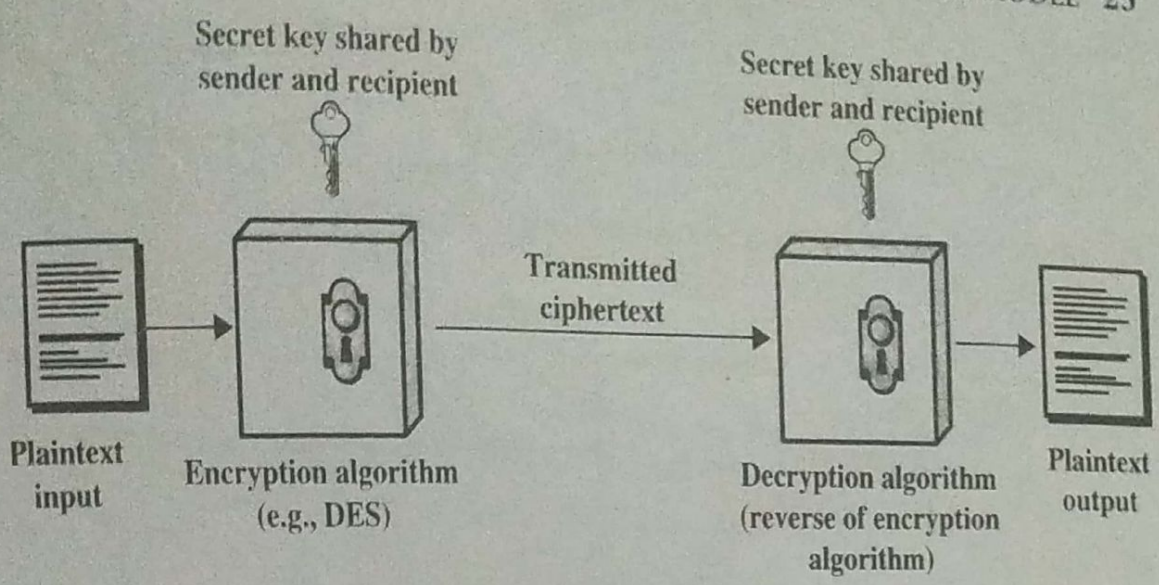 Secret key shared by
sender and recipient
Secret key shared by
sender and recipient
Transmitted
ciphertext
Plaintext
input
Encryption algorithm
(e.g., DES)
Decryption algorithm
(reverse of encryption
algorithm)
Plaintext
output